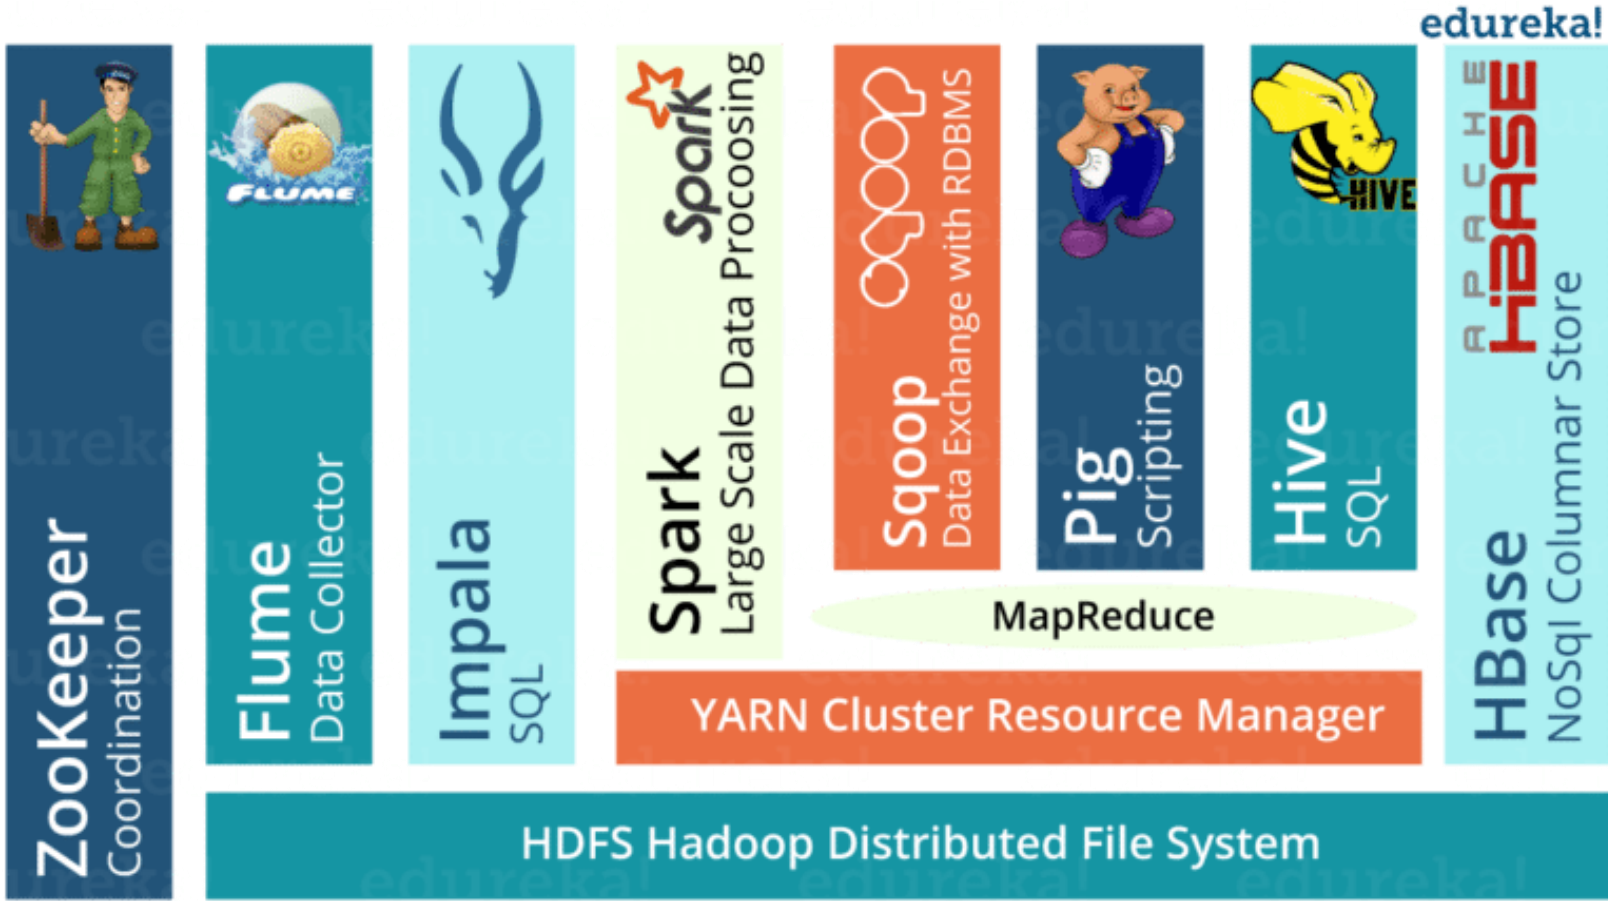 edureka!
ZooKeeper
Coordination
FLUME
Flume
Data Collector
Impala
SQL
Spark
Spark
Large Scale Data Procoosing
sqoop
Sqoop
Data Exchange with RDBMS
Pig
Scripting
HIVE
Hive
SQL
APACHE
HBASE
HBase
NoSql Columnar Store
MapReduce
YARN Cluster Resource Manager
HDFS Hadoop Distributed File System